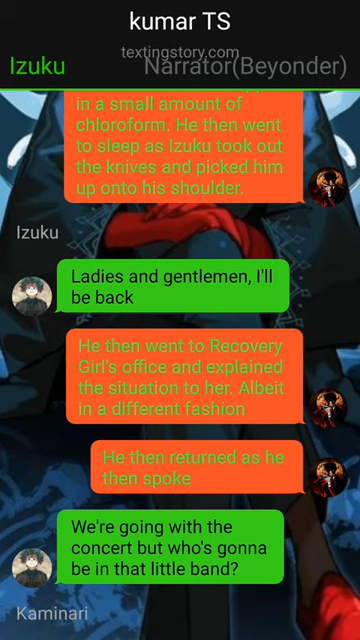 kumar TS
textingstory.com
Izuku
Narrator(Beyonder)
in a small amount of
chloroform. He then went
to sleep as Izuku took out
the knives and picked him
up onto his shoulder.
Izuku
Ladies and gentlemen, I'll
be back
He then went to Recovery
Girl's office and explained
the situation to her. Albeit
in a different fashion
He then returned as he
then spoke
We're going with the
concert but who's gonna
be in that little band?
Kaminari